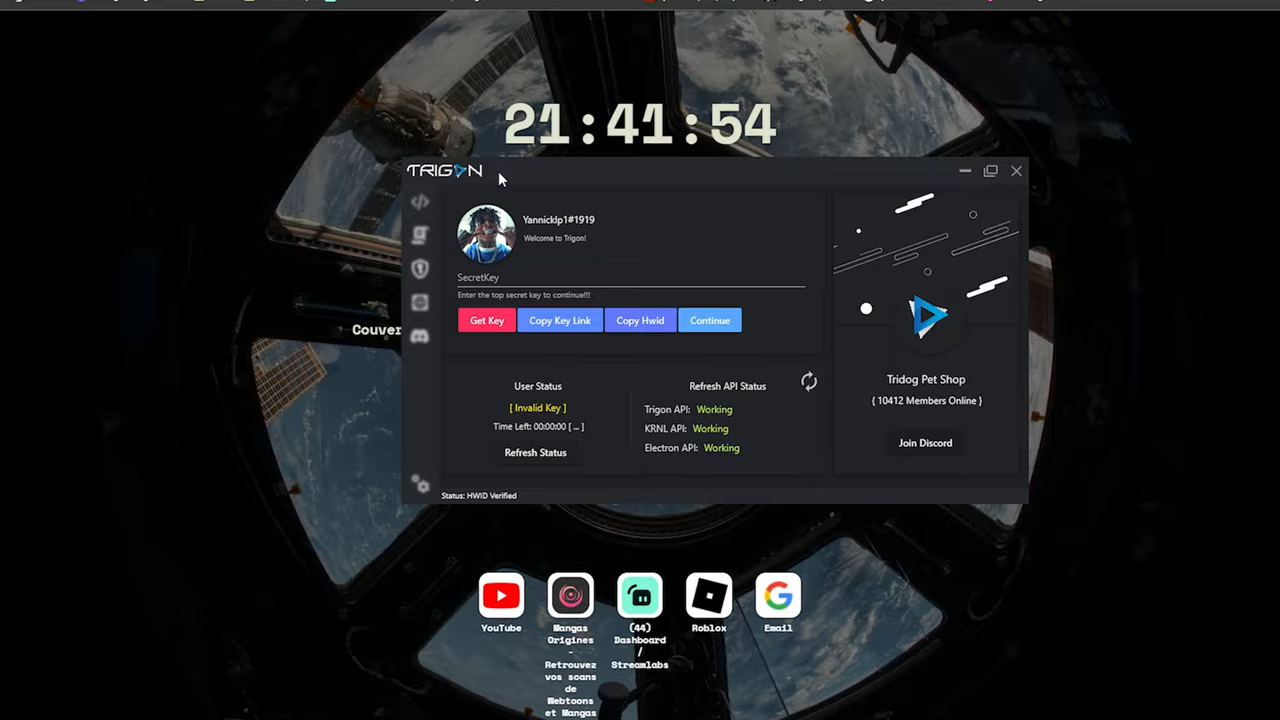 21:41:54
TRIGON
Yannicklp1#1919
Welcome to Trigon!
SecretKey
Enter the top secret key to continue!!!
Get Key
Copy Key Link
Copy Hwid
Continue
Couver
User Status
[ Invalid Key ]
Time Left: 00:00:00 [ ... ]
Refresh Status
Refresh API Status
Trigon API: Working
KRNL API: Working
Electron API: Working
Tridog Pet Shop
{ 10412 Members Online }
Join Discord
Status: HWID Verified
YouTube
Mangas
Origines
-
Retrouvez
vos scans
de
Webtoons
et Mangas
(44)
Dashboard
/
Streamlabs
Roblox
Email